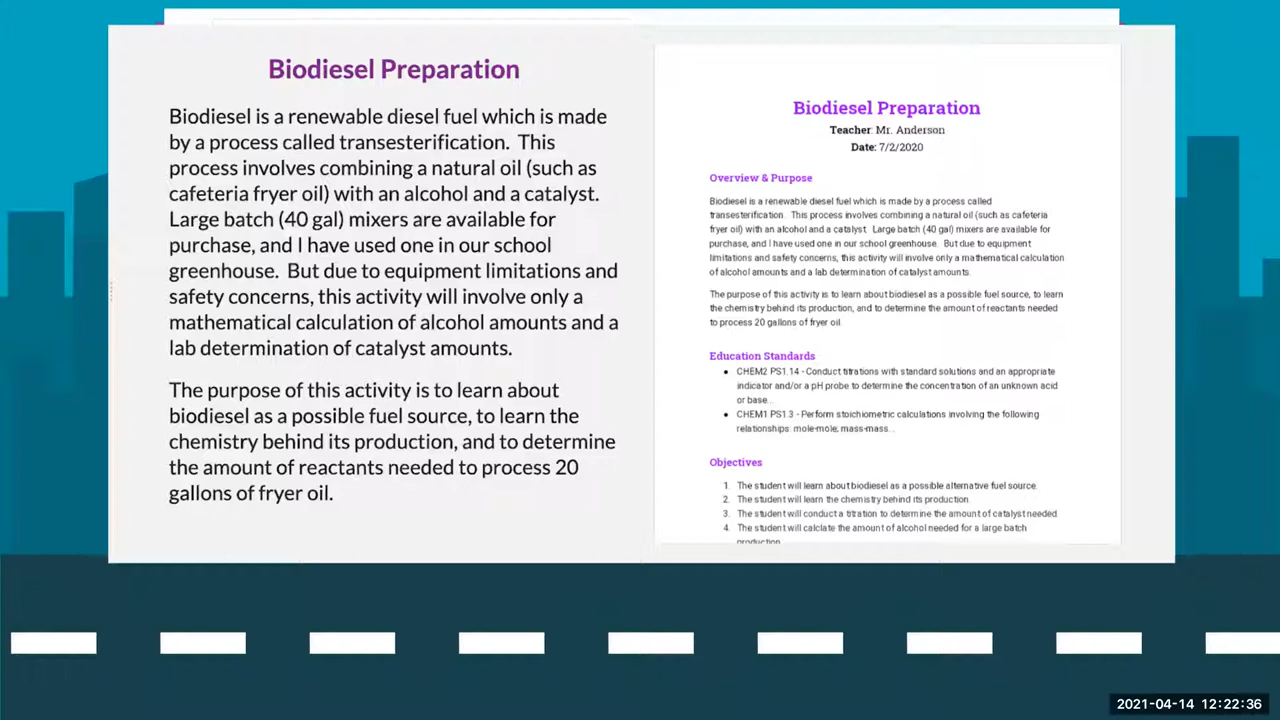 Biodiesel Preparation
Biodiesel is a renewable diesel fuel which is made
by a process called transesterification.  This
process involves combining a natural oil (such as
cafeteria fryer oil) with an alcohol and a catalyst.
Large batch (40 gal) mixers are available for
purchase, and I have used one in our school
greenhouse.  But due to equipment limitations and
safety concerns, this activity will involve only a
mathematical calculation of alcohol amounts and a
lab determination of catalyst amounts.
The purpose of this activity is to learn about
biodiesel as a possible fuel source, to learn the
chemistry behind its production, and to determine
the amount of reactants needed to process 20
gallons of fryer oil.
Biodiesel Preparation
Teacher: Mr. Anderson
Date: 7/2/2020
Overview & Purpose
Biodiesel is a renewable diesel fuel which is made by a process called
transesterification.  This process involves combining a natural oil (such as cafeteria
fryer oil) with an alcohol and a catalyst.  Large batch (40 gal) mixers are available for
purchase, and I have used one in our school greenhouse.  But due to equipment
limitations and safety concerns, this activity will involve only a mathematical calculation
of alcohol amounts and a lab determination of catalyst amounts.
The purpose of this activity is to learn about biodiesel as a possible fuel source, to learn
the chemistry behind its production, and to determine the amount of reactants needed
to process 20 gallons of fryer oil.
Education Standards
● CHEM2 PS1.14 - Conduct titrations with standard solutions and an appropriate
indicator and/or a pH probe to determine the concentration of an unknown acid
or base...
● CHEM1 PS1.3 - Perform stoichiometric calculations involving the following
relationships: mole-mole; mass-mass...
Objectives
1. The student will learn about biodiesel as a possible alternative fuel source.
2. The student will learn the chemistry behind its production.
3. The student will conduct a titration to determine the amount of catalyst needed.
4. The student will calclate the amount of alcohol needed for a large batch
production
2021-04-14 12:22:36